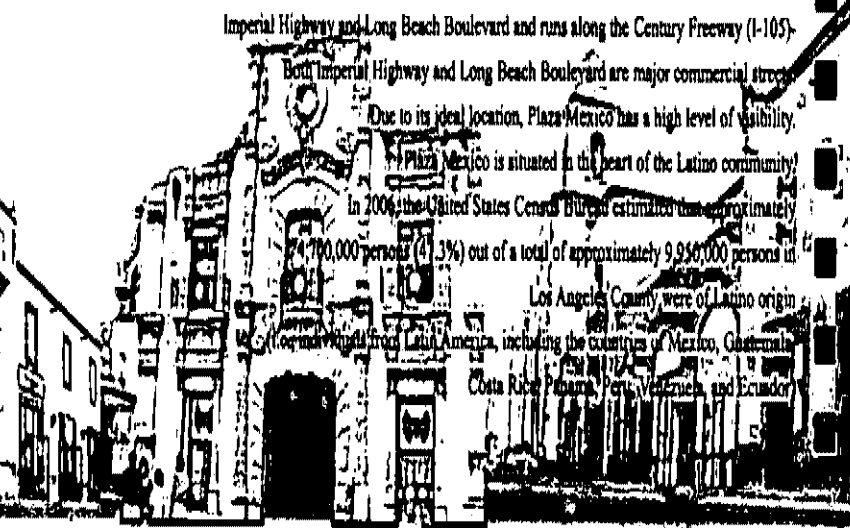 Imperial Highway and Long Beach Boulevard and runs along the Century Freeway (I-105).
Both Imperial Highway and Long Beach Boulevard are major commercial streets.
Due to its ideal location, Plaza Mexico has a high level of visibility.
Plaza Mexico is situated in the heart of the Latino community.
In 2006, the United States Census Bureau estimated that approximately
4,700,000 persons (47.3%) out of a total of approximately 9,950,000 persons in
Los Angeles County were of Latino origin
individuals from Latin America, including the countries of Mexico, Guatemala,
Costa Rica, Panama, Peru, Venezuela, and Ecuador)